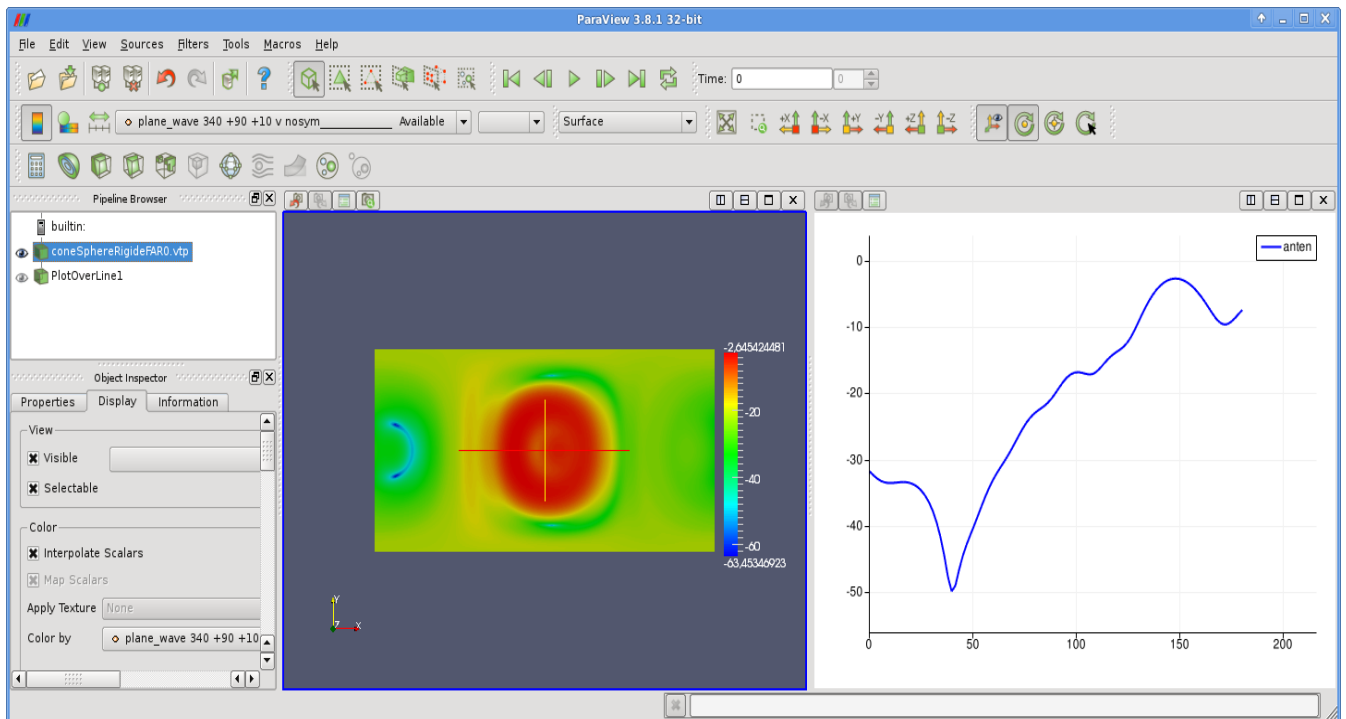 ParaView 3.8.1 32-bit
File Edit View Sources Filters Tools Macros Help
Time: 0 0
plane_wave 340 +90 +10 v nosym______________ Available Surface +X -X +Y -Y +Z -Z
Pipeline Browser
builtin:
coneSphereRigideFAR0.vtp
PlotOverLine1
Object Inspector
Properties Display Information
View
Visible
Selectable
Color
Interpolate Scalars
Map Scalars
Apply Texture None
Color by plane_wave 340 +90 +10
-2,645424481
-20
-40
-60
-63,45346923
Y
Z X
anten
0
-10
-20
-30
-40
-50
0 50 100 150 200